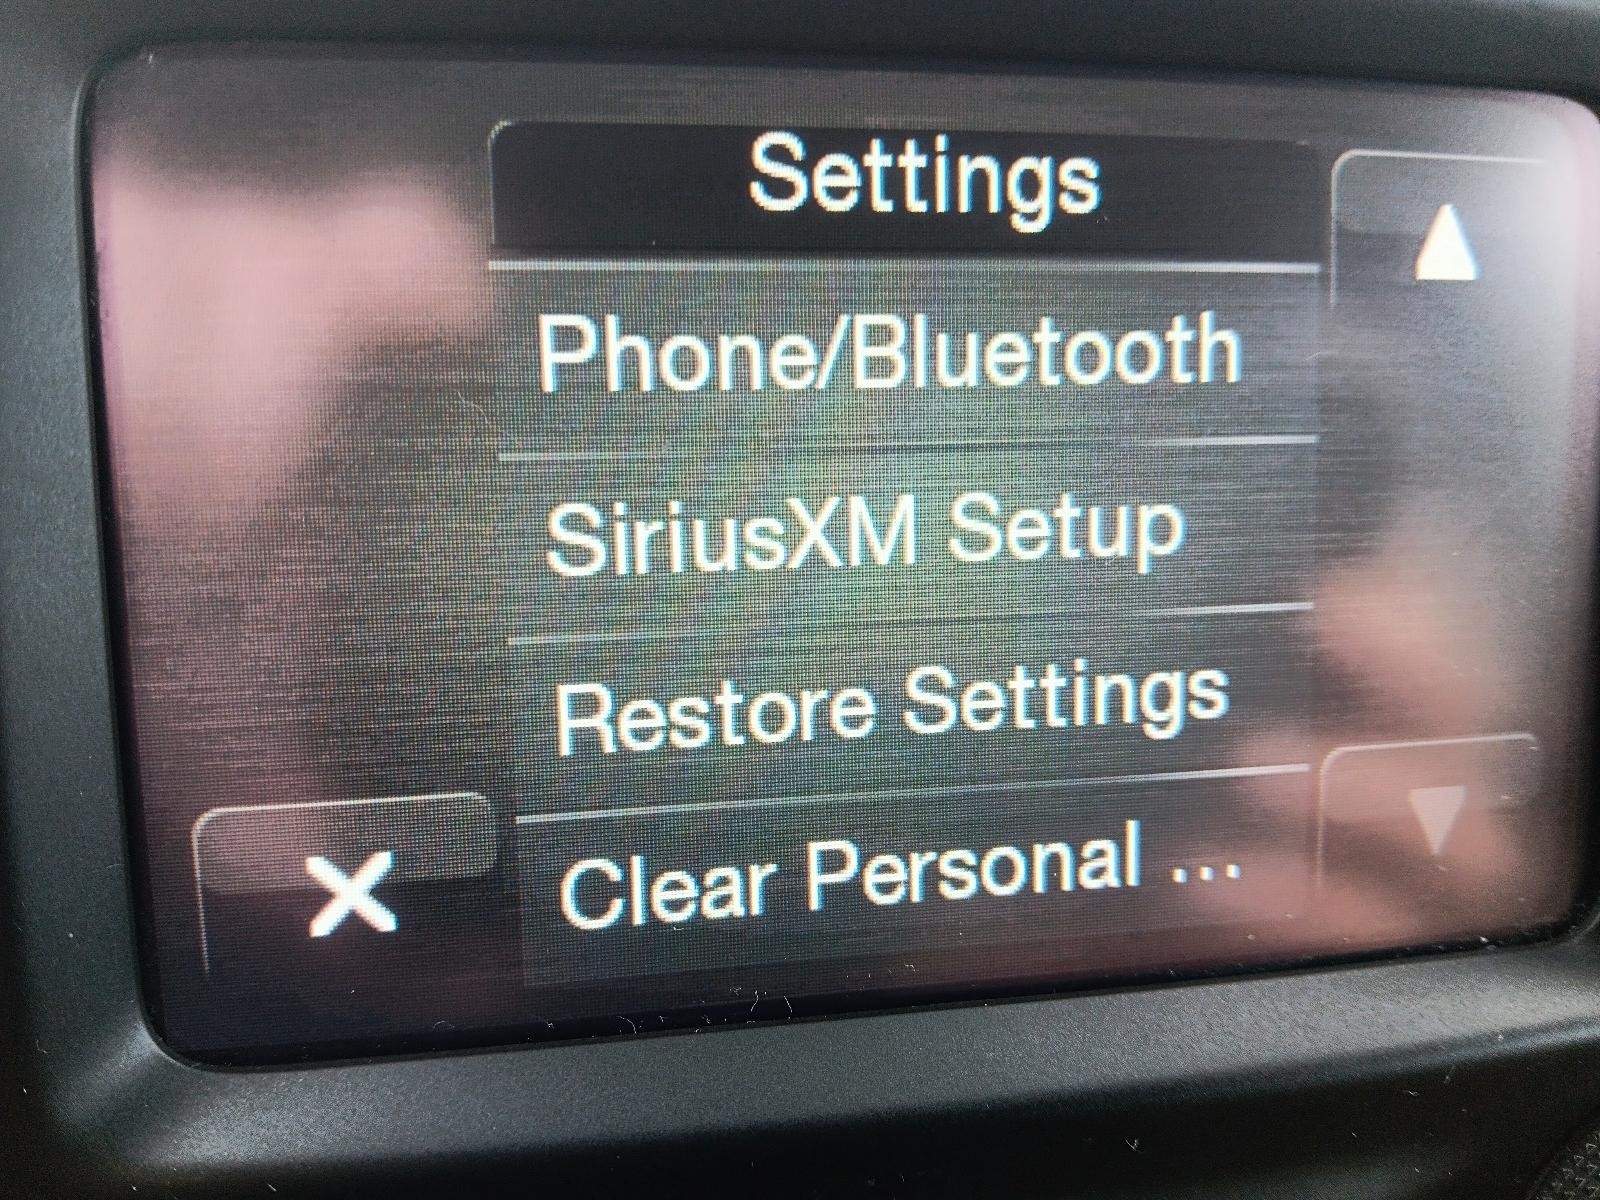 Settings
Phone/Bluetooth
SiriusXM Setup
Restore Settings
Clear Personal ...